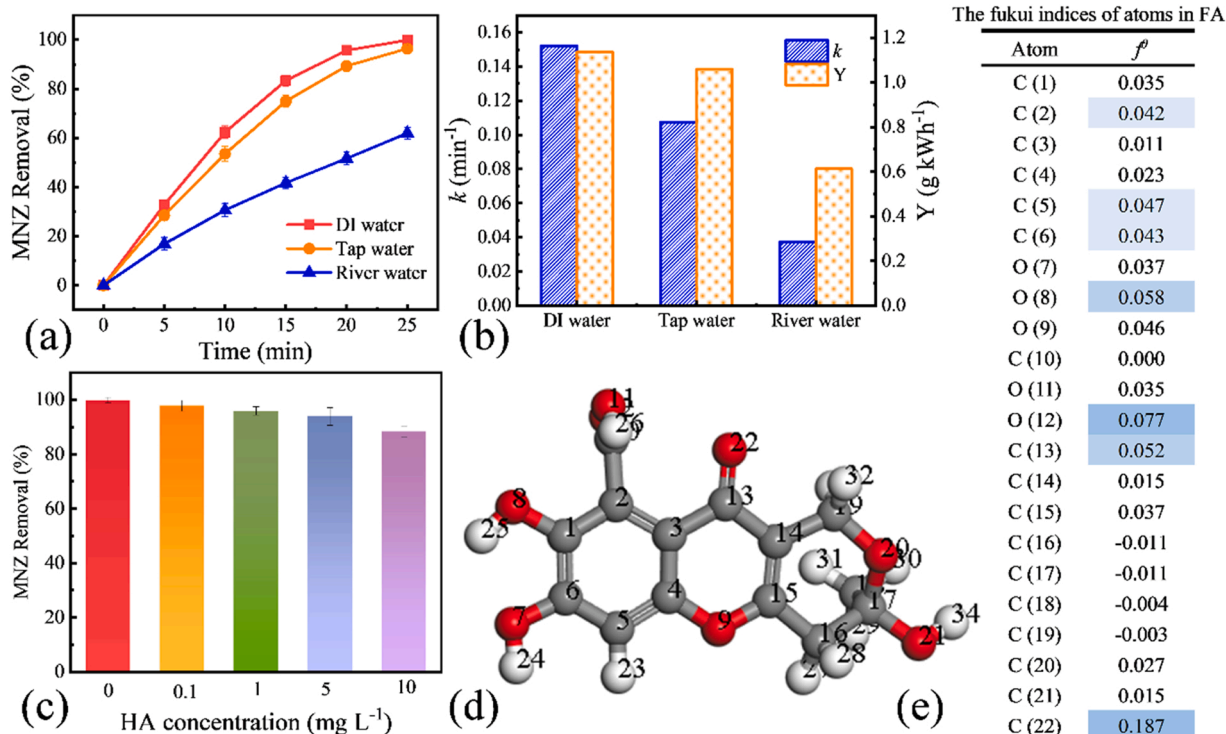 (a)
MNZ Removal (%)
100
80
60
40
20
0
DI water
Tap water
River water
0 5 10 15 20 25
Time (min)
(b)
k (min⁻¹)
0.16
0.14
0.12
0.10
0.08
0.06
0.04
0.02
0.00
k
Y
1.2
1.0
0.8
0.6
0.4
0.2
0.0
Y (g kWh⁻¹)
DI water Tap water River water
(c)
MNZ Removal (%)
100
80
60
40
20
0
0 0.1 1 5 10
HA concentration (mg L⁻¹)
(d)
11
26
22
32
8
2
13
19
25
1
3
14
20
30
31
6
4
15
17
7
5
9
16
29
34
21
24
23
28
(e)
The fukui indices of atoms in FA
Atom f⁰
C (1) 0.035
C (2) 0.042
C (3) 0.011
C (4) 0.023
C (5) 0.047
C (6) 0.043
O (7) 0.037
O (8) 0.058
O (9) 0.046
C (10) 0.000
O (11) 0.035
O (12) 0.077
C (13) 0.052
C (14) 0.015
C (15) 0.037
C (16) -0.011
C (17) -0.011
C (18) -0.004
C (19) -0.003
C (20) 0.027
C (21) 0.015
C (22) 0.187